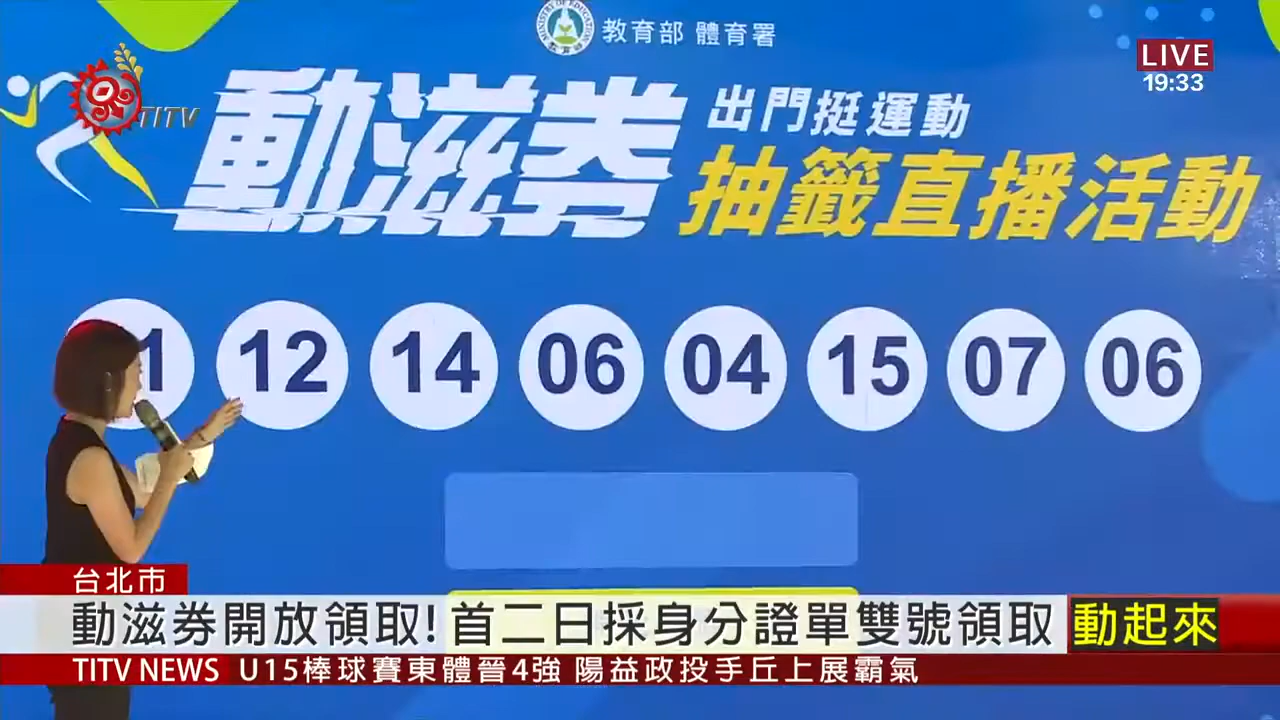 MINISTRY OF EDUCATION
教育部 體育署
LIVE
19:33
TITV
動滋券
出門挺運動
抽籤直播活動
1 12 14 06 04 15 07 06
台北市
動滋券開放領取! 首二日採身分證單雙號領取 動起來
TITV NEWS U15棒球賽東體晉4強 陽益政投手丘上展霸氣